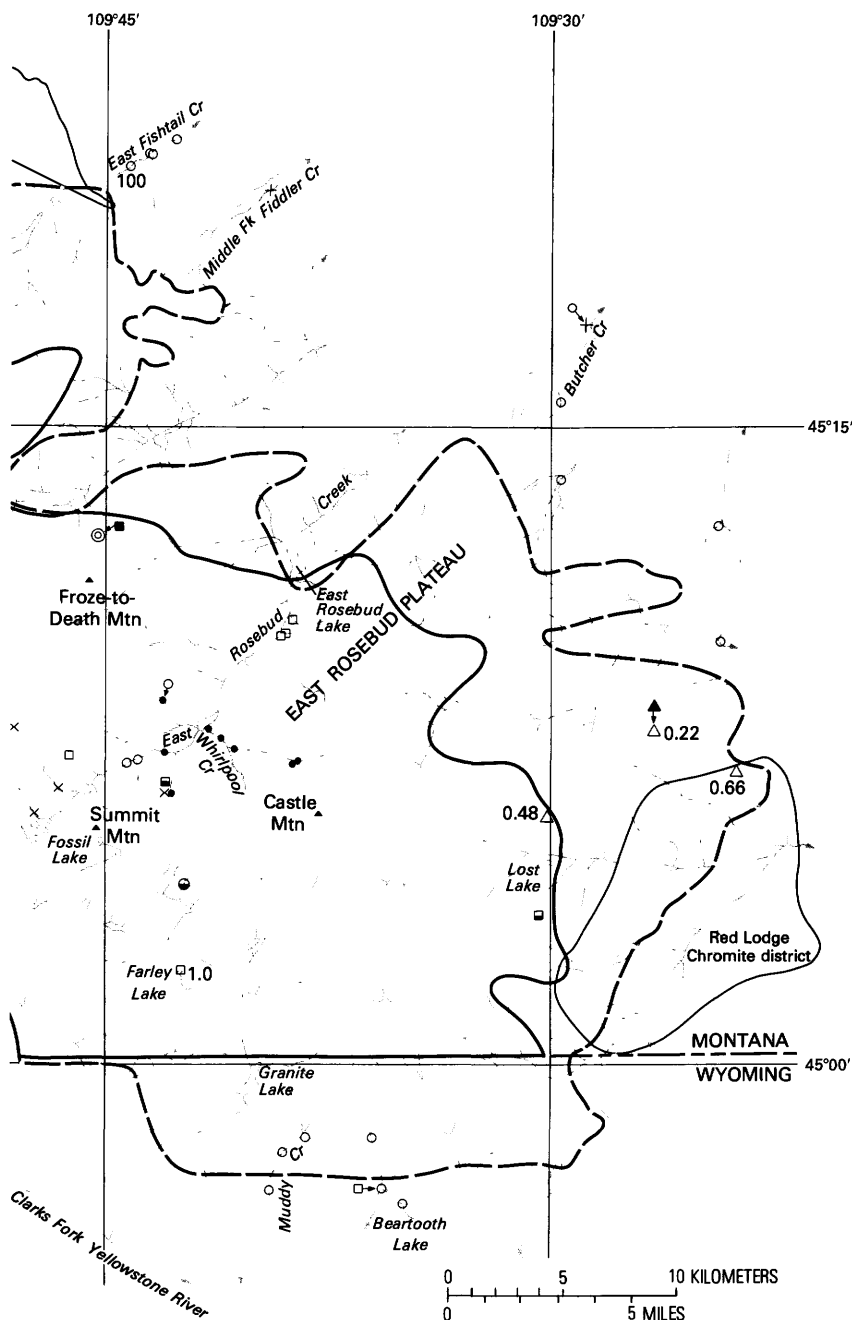 109°45'
109°30'
East Fishtail Cr
100
Middle Fk Fiddler Cr
Butcher Cr
45°15'
Creek
Froze-to-
Death Mtn
East
Rosebud
Lake
Rosebud
EAST ROSEBUD PLATEAU
East
Whirlpool
Cr
0.22
0.66
Summit
Mtn
Castle
Mtn
0.48
Fossil
Lake
Lost
Lake
Red Lodge
Chromite district
Farley
Lake
1.0
MONTANA
WYOMING
45°00'
Granite
Lake
Muddy Cr
Beartooth
Lake
Clarks Fork Yellowstone River
0 5 10 KILOMETERS
0 5 MILES